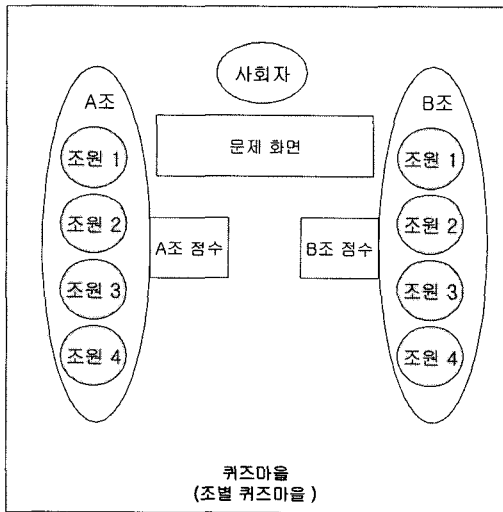 사회자
A조
B조
문제 화면
조원 1
조원 1
조원 2
조원 2
A조 점수
B조 점수
조원 3
조원 3
조원 4
조원 4
퀴즈마을
(조별 퀴즈마을)